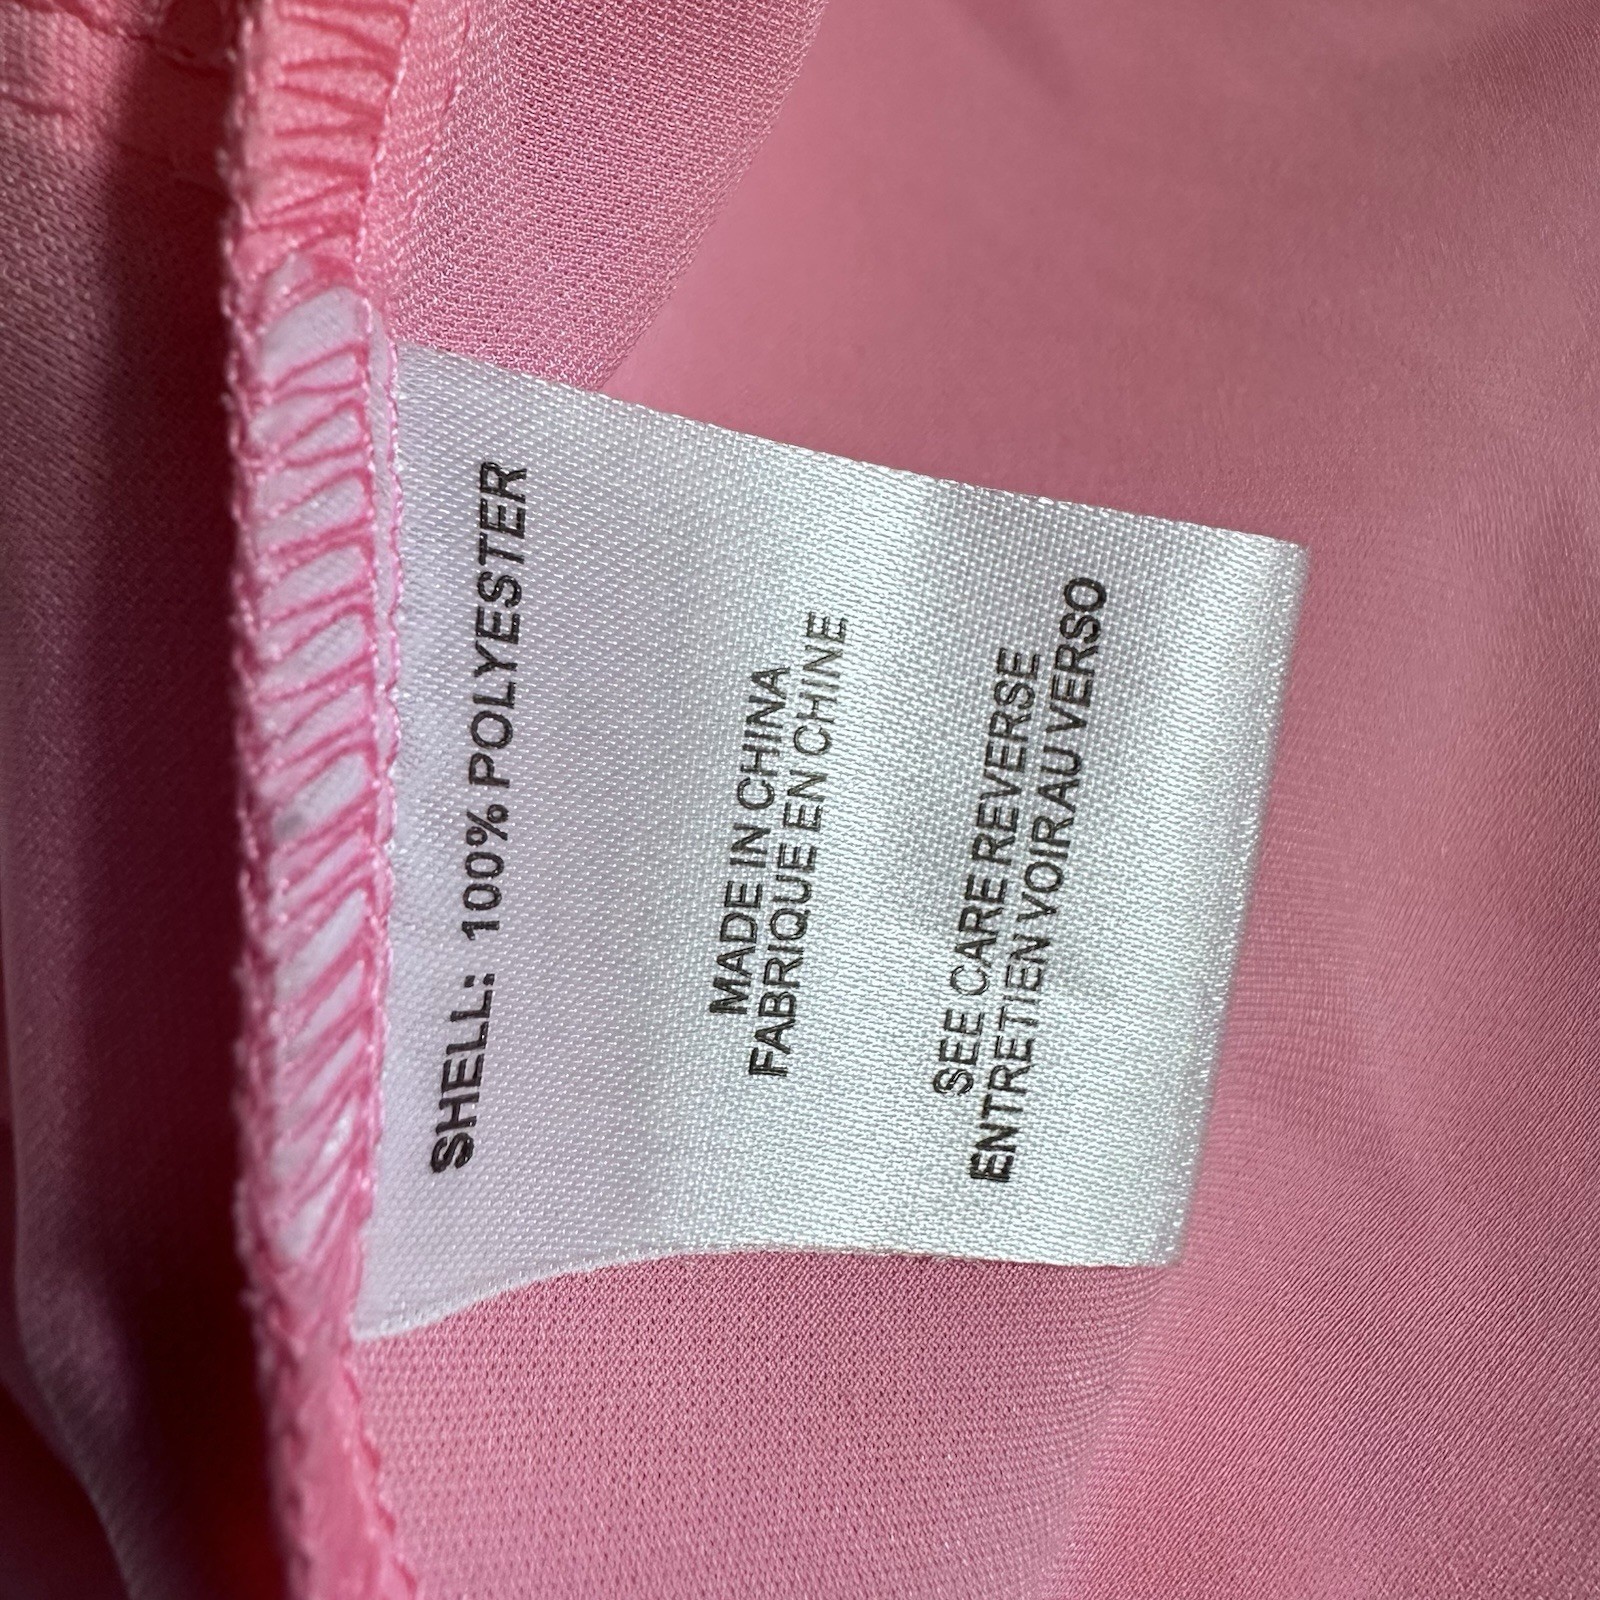 SHELL: 100% POLYESTER
MADE IN CHINA
FABRIQUE EN CHINE
SEE CARE REVERSE
ENTRETIEN VOIR AU VERSO